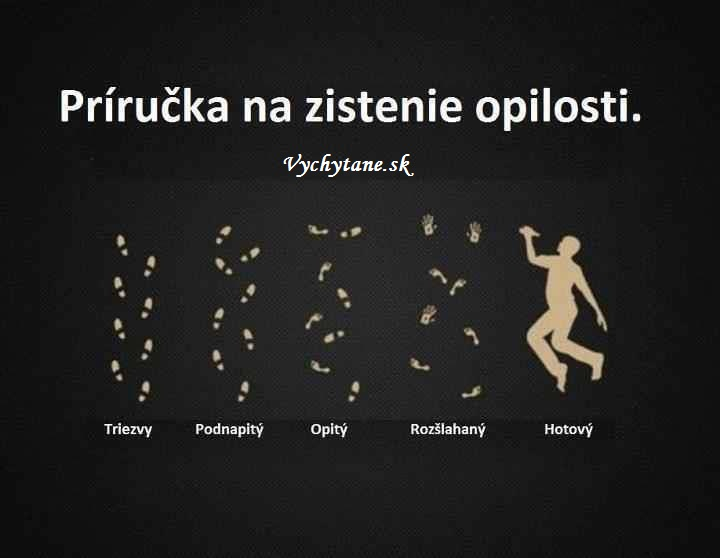 Príručka na zistenie opilosti.
Vychytane.sk
Triezvy Podnapitý Opitý Rozšlahaný Hotový